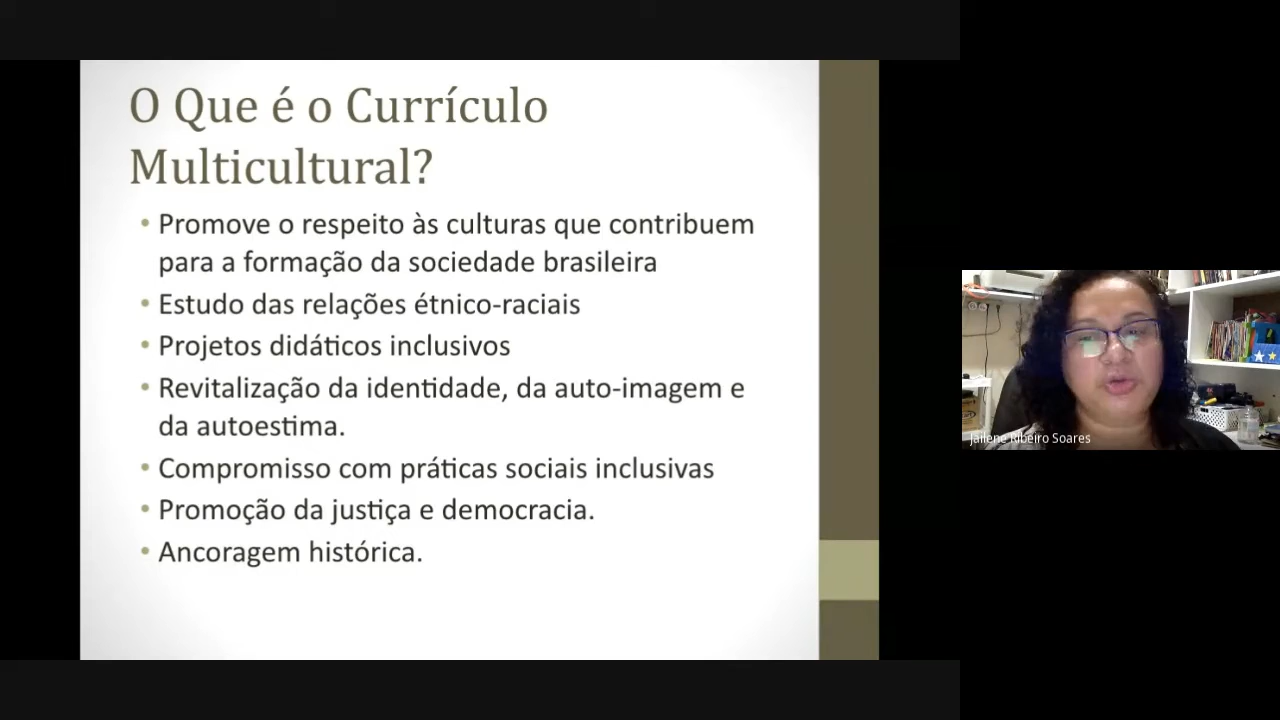 O Que é o Currículo
Multicultural?
• Promove o respeito às culturas que contribuem
para a formação da sociedade brasileira
• Estudo das relações étnico-raciais
• Projetos didáticos inclusivos
• Revitalização da identidade, da auto-imagem e
da autoestima.
• Compromisso com práticas sociais inclusivas
• Promoção da justiça e democracia.
• Ancoragem histórica.
Jailene Ribeiro Soares